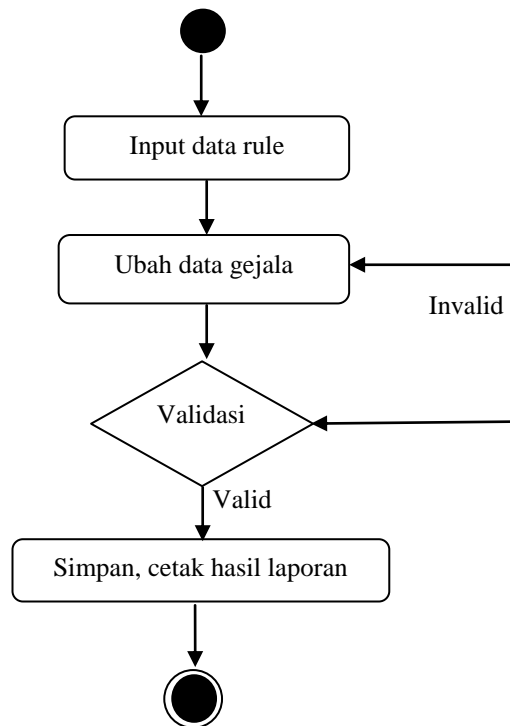 Input data rule
Ubah data gejala
Invalid
Validasi
Valid
Simpan, cetak hasil laporan